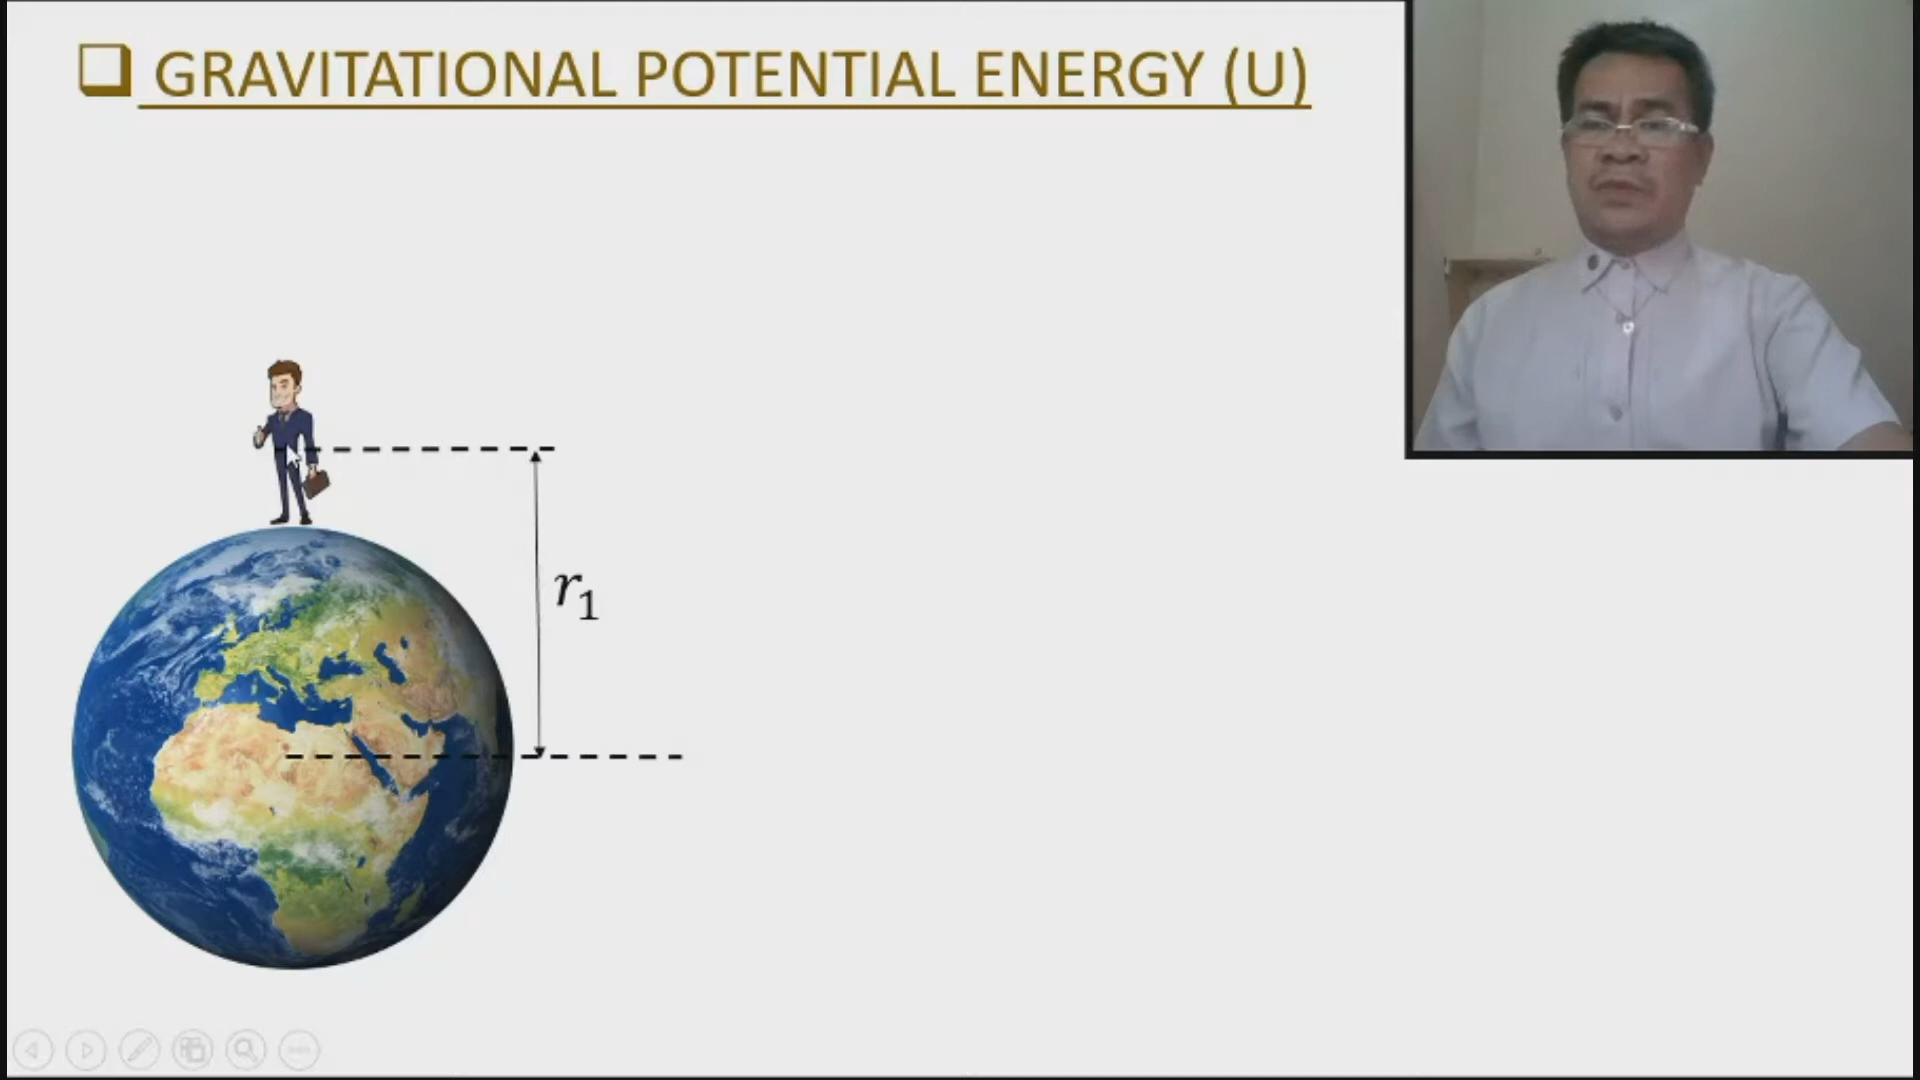 GRAVITATIONAL POTENTIAL ENERGY (U)
r₁